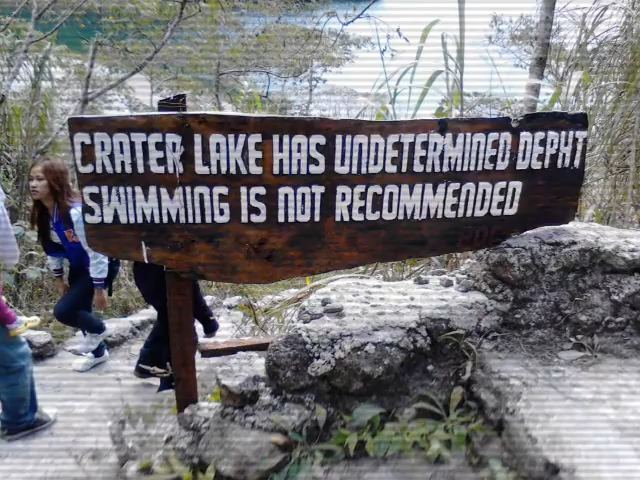 CRATER LAKE HAS UNDETERMINED DEPHT
SWIMMING IS NOT RECOMMENDED